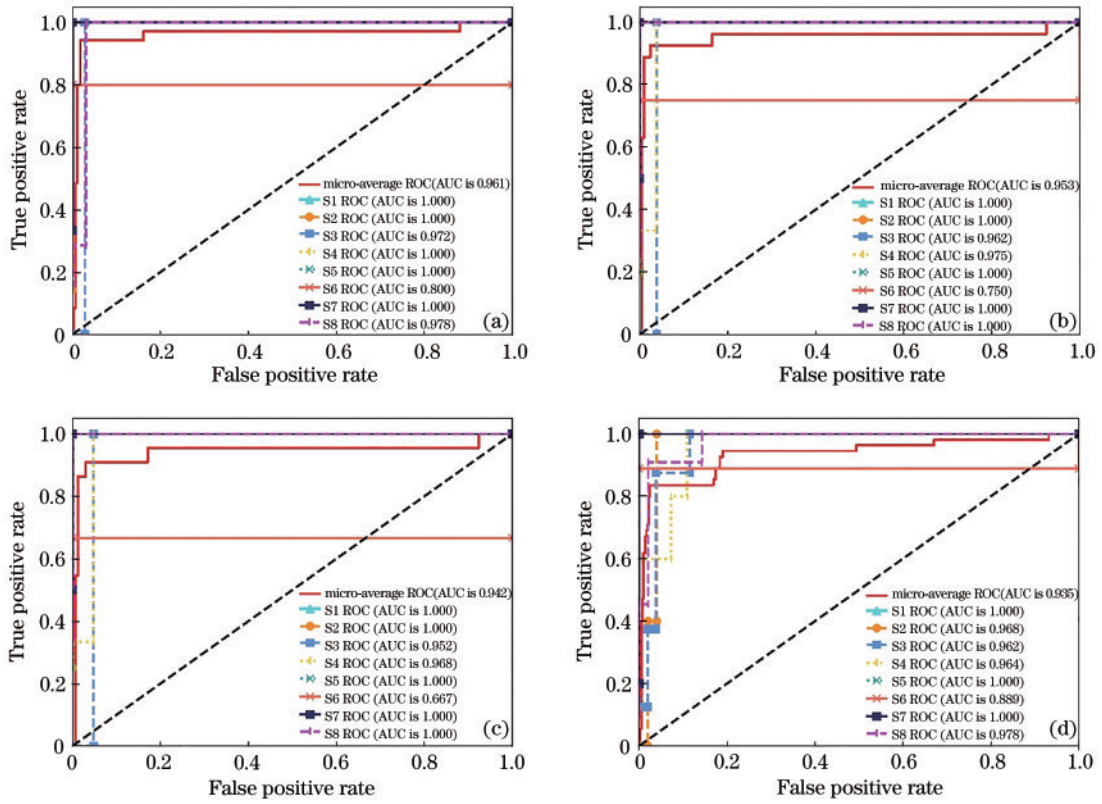 1.0
0.8
0.6
0.4
0.2
0
True positive rate
micro-average ROC(AUC is 0.961)
S1 ROC (AUC is 1.000)
S2 ROC (AUC is 1.000)
S3 ROC (AUC is 0.972)
S4 ROC (AUC is 1.000)
S5 ROC (AUC is 1.000)
S6 ROC (AUC is 0.800)
S7 ROC (AUC is 1.000)
S8 ROC (AUC is 0.978)
(a)
0 0.2 0.4 0.6 0.8 1.0
False positive rate
1.0
0.8
0.6
0.4
0.2
0
True positive rate
micro-average ROC(AUC is 0.953)
S1 ROC (AUC is 1.000)
S2 ROC (AUC is 1.000)
S3 ROC (AUC is 0.962)
S4 ROC (AUC is 0.975)
S5 ROC (AUC is 1.000)
S6 ROC (AUC is 0.750)
S7 ROC (AUC is 1.000)
S8 ROC (AUC is 1.000)
(b)
0 0.2 0.4 0.6 0.8 1.0
False positive rate
1.0
0.8
0.6
0.4
0.2
0
True positive rate
micro-average ROC(AUC is 0.942)
S1 ROC (AUC is 1.000)
S2 ROC (AUC is 1.000)
S3 ROC (AUC is 0.952)
S4 ROC (AUC is 0.968)
S5 ROC (AUC is 1.000)
S6 ROC (AUC is 0.667)
S7 ROC (AUC is 1.000)
S8 ROC (AUC is 1.000)
(c)
0 0.2 0.4 0.6 0.8 1.0
False positive rate
1.0
0.8
0.6
0.4
0.2
0
True positive rate
micro-average ROC(AUC is 0.935)
S1 ROC (AUC is 1.000)
S2 ROC (AUC is 0.968)
S3 ROC (AUC is 0.962)
S4 ROC (AUC is 0.964)
S5 ROC (AUC is 1.000)
S6 ROC (AUC is 0.889)
S7 ROC (AUC is 1.000)
S8 ROC (AUC is 0.978)
(d)
0 0.2 0.4 0.6 0.8 1.0
False positive rate